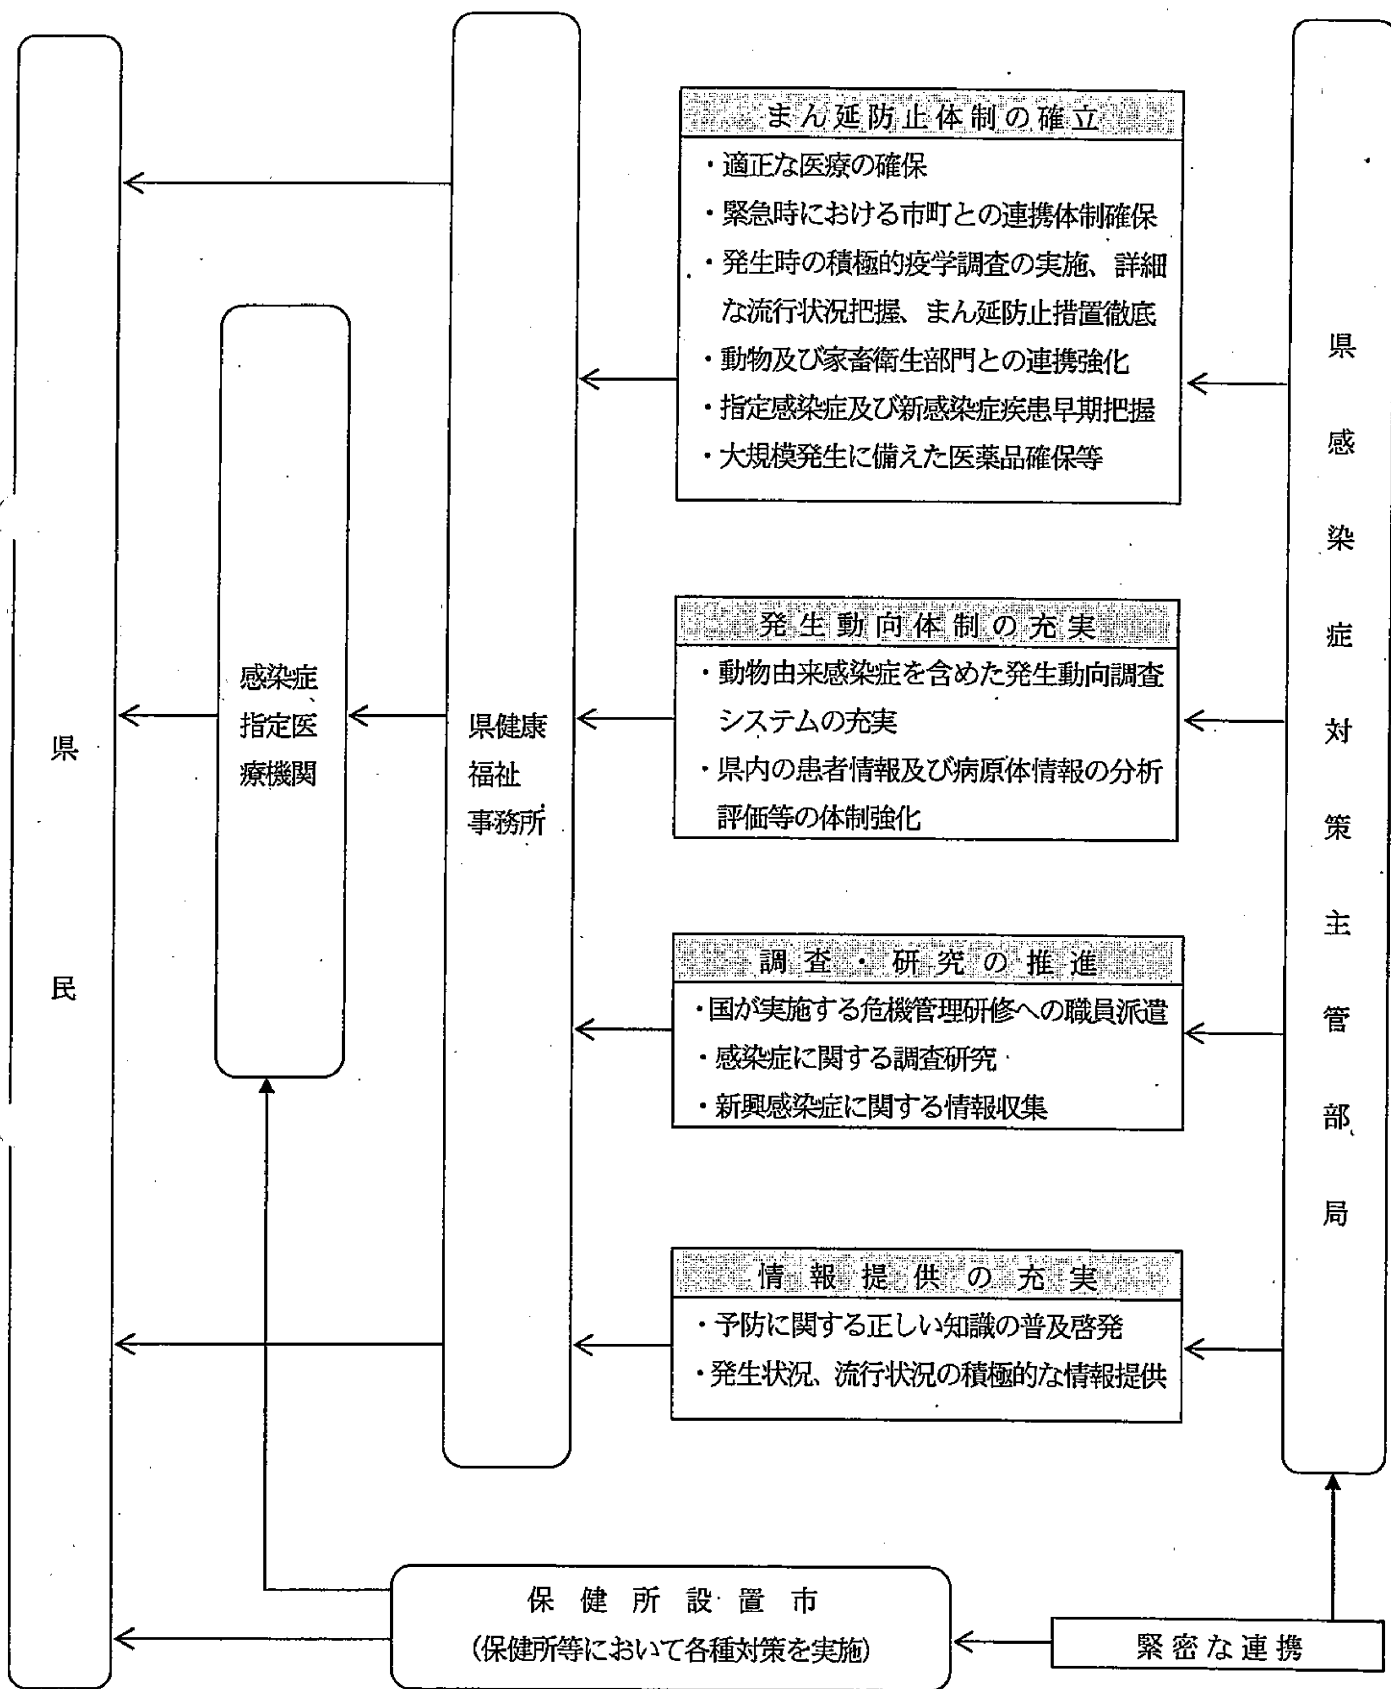 まん延防止体制の確立
・適正な医療の確保
・緊急時における市町との連携体制確保
・発生時の積極的疫学調査の実施、詳細
な流行状況把握、まん延防止措置徹底
・動物及び家畜衛生部門との連携強化
・指定感染症及び新感染症疾患早期把握
・大規模発生に備えた医薬品確保等
発生動向体制の充実
・動物由来感染症を含めた発生動向調査
システムの充実
・県内の患者情報及び病原体情報の分析
評価等の体制強化
調査・研究の推進
・国が実施する危機管理研修への職員派遣
・感染症に関する調査研究
・新興感染症に関する情報収集
情報提供の充実
・予防に関する正しい知識の普及啓発
・発生状況、流行状況の積極的な情報提供
県民
感染症
指定医
療機関
県健康
福祉
事務所
県感染症対策主管部局
保健所設置市
(保健所等において各種対策を実施)
緊密な連携